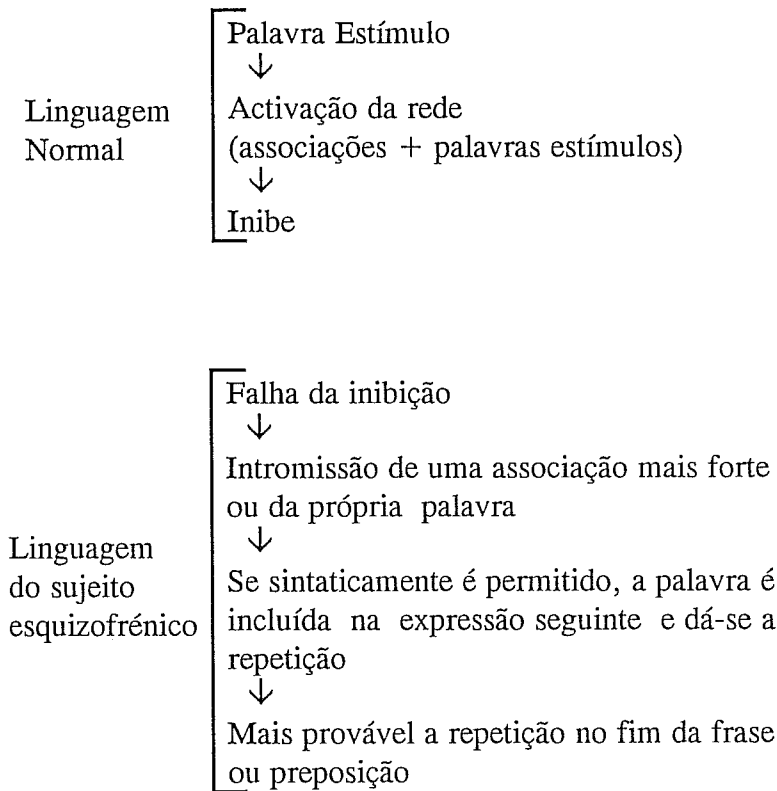 Linguagem
Normal
Palavra Estímulo
↓
Activação da rede
(associações + palavras estímulos)
↓
Inibe
Linguagem
do sujeito
esquizofrénico
Falha da inibição
↓
Intromissão de uma associação mais forte
ou da própria palavra
↓
Se sintaticamente é permitido, a palavra é
incluída na expressão seguinte e dá-se a
repetição
↓
Mais provável a repetição no fim da frase
ou preposição